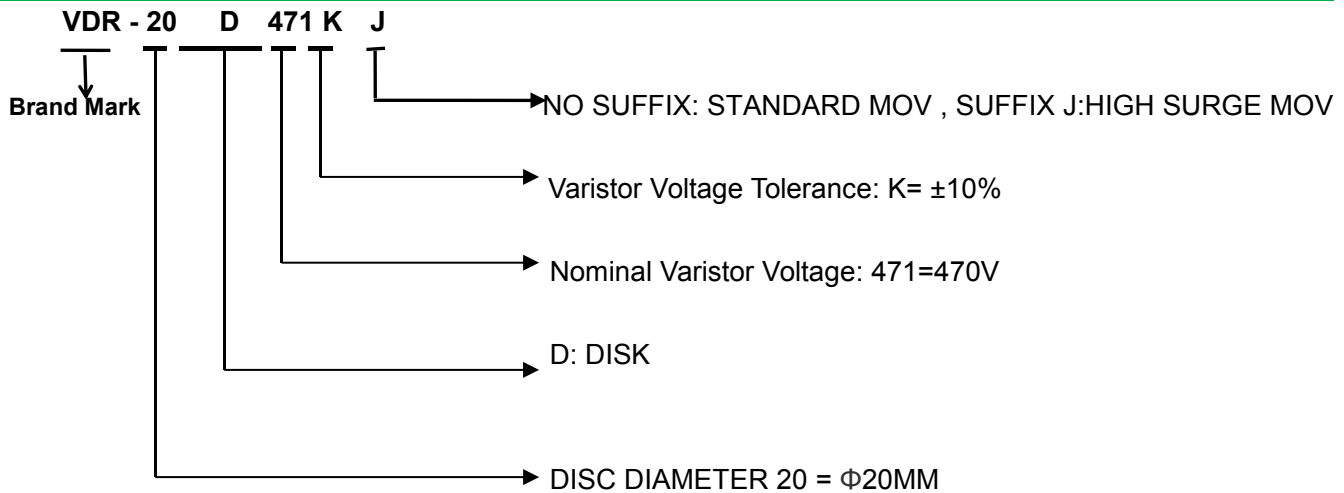 VDR - 20 D 471 K J
Brand Mark
NO SUFFIX: STANDARD MOV , SUFFIX J:HIGH SURGE MOV
Varistor Voltage Tolerance: K= ±10%
Nominal Varistor Voltage: 471=470V
D: DISK
DISC DIAMETER 20 = Φ20MM